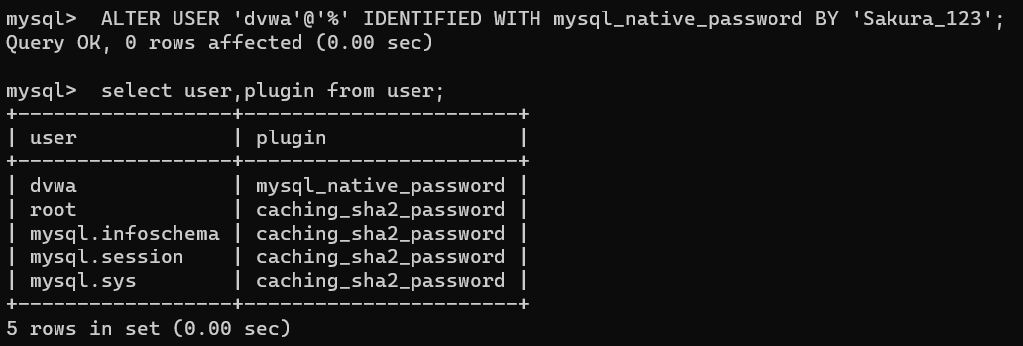 mysql>  ALTER USER 'dvwa'@'%' IDENTIFIED WITH mysql_native_password BY 'Sakura_123';
Query OK, 0 rows affected (0.00 sec)

mysql>  select user,plugin from user;
+------------------+-----------------------+
| user             | plugin                |
+------------------+-----------------------+
| dvwa             | mysql_native_password |
| root             | caching_sha2_password |
| mysql.infoschema | caching_sha2_password |
| mysql.session    | caching_sha2_password |
| mysql.sys        | caching_sha2_password |
+------------------+-----------------------+
5 rows in set (0.00 sec)